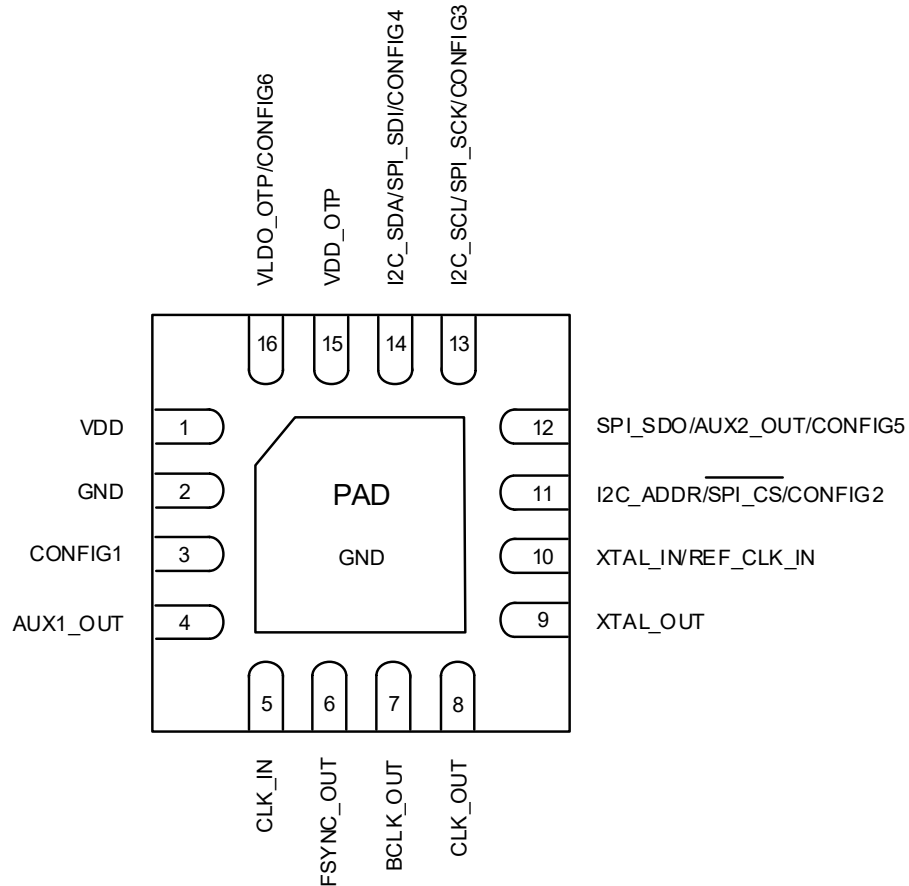 VLDO_OTP/CONFIG6
VDD_OTP
I2C_SDA/SPI_SDI/CONFIG4
I2C_SCL/SPI_SCK/CONFIG3
16
15
14
13
VDD
1
GND
2
CONFIG1
3
AUX1_OUT
4
PAD
GND
12
SPI_SDO/AUX2_OUT/CONFIG5
11
I2C_ADDR/SPI_CS/CONFIG2
10
XTAL_IN/REF_CLK_IN
9
XTAL_OUT
5
6
7
8
CLK_IN
FSYNC_OUT
BCLK_OUT
CLK_OUT